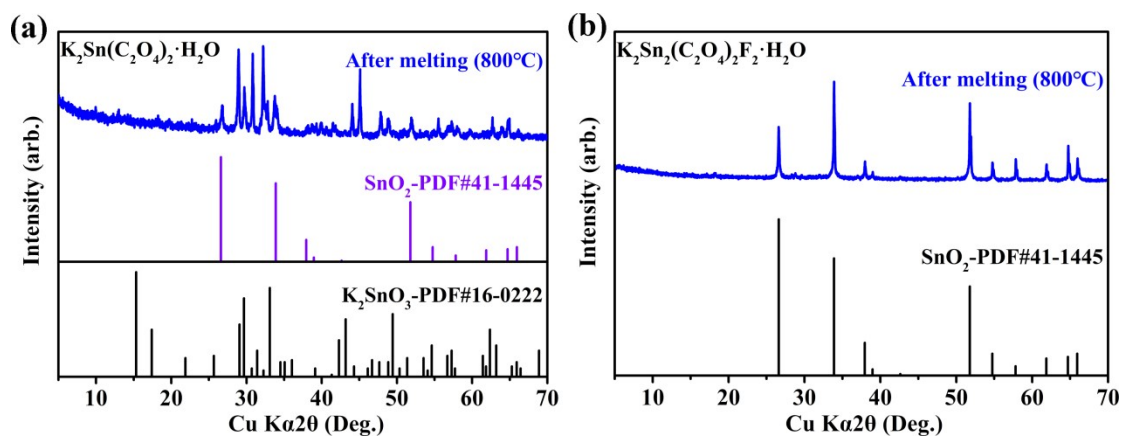 (a)
K₂Sn(C₂O₄)₂·H₂O
After melting (800°C)
SnO₂-PDF#41-1445
K₂SnO₃-PDF#16-0222
Intensity (arb.)
10 20 30 40 50 60 70
Cu Kα2θ (Deg.)
(b)
K₂Sn₂(C₂O₄)₂F₂·H₂O
After melting (800°C)
SnO₂-PDF#41-1445
Intensity (arb.)
10 20 30 40 50 60 70
Cu Kα2θ (Deg.)